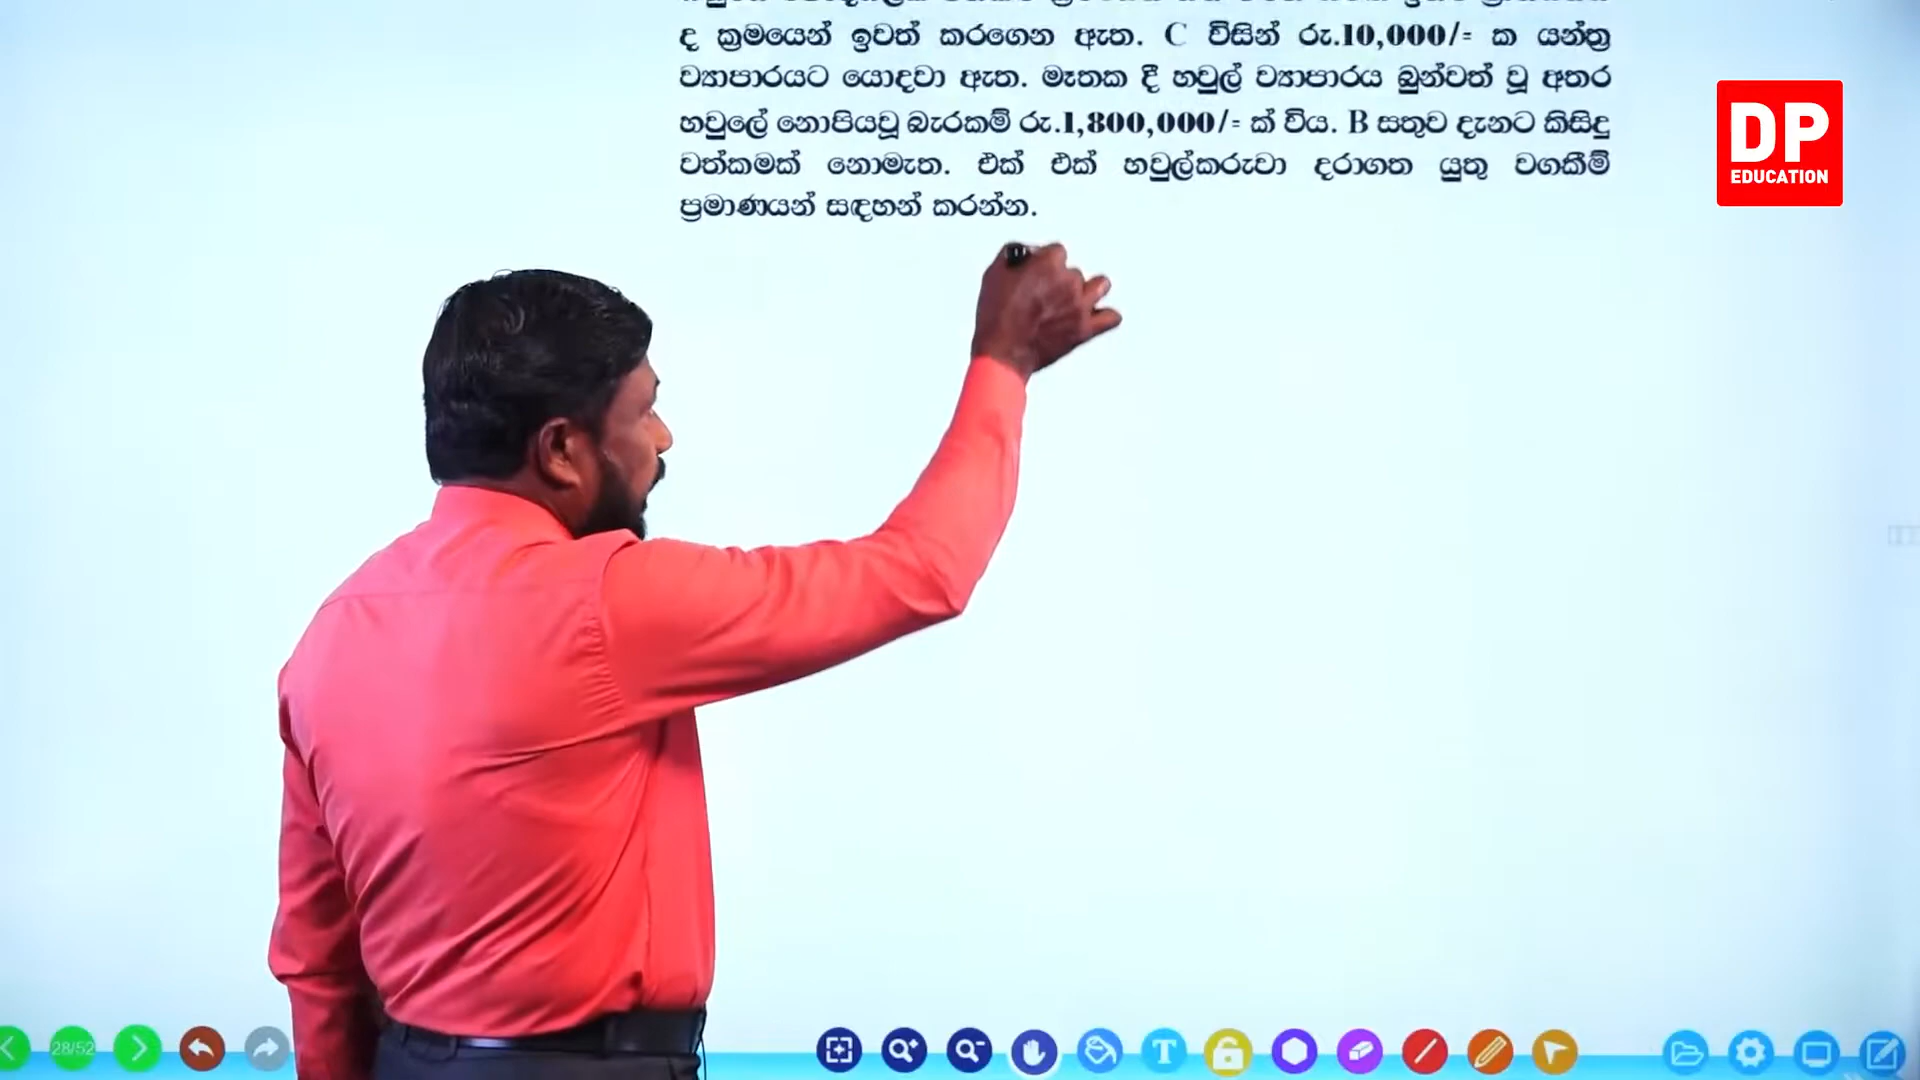 ද ක්‍රමයෙන් ඉවත් කරගෙන ඇත. C විසින් රු.10,000/= ක යන්ත්‍ර
ව්‍යාපාරයට යොදවා ඇත. මෑතක දී හවුල් ව්‍යාපාරය බුන්වත් වූ අතර
හවුලේ නොපියවූ බැරකම් රු.1,800,000/= ක් විය. B සතුව දැනට කිසිදු
වත්කමක් නොමැත. එක් එක් හවුල්කරුවා දරාගත යුතු වගකීම්
ප්‍රමාණයන් සඳහන් කරන්න.
DP
EDUCATION
28/52
T